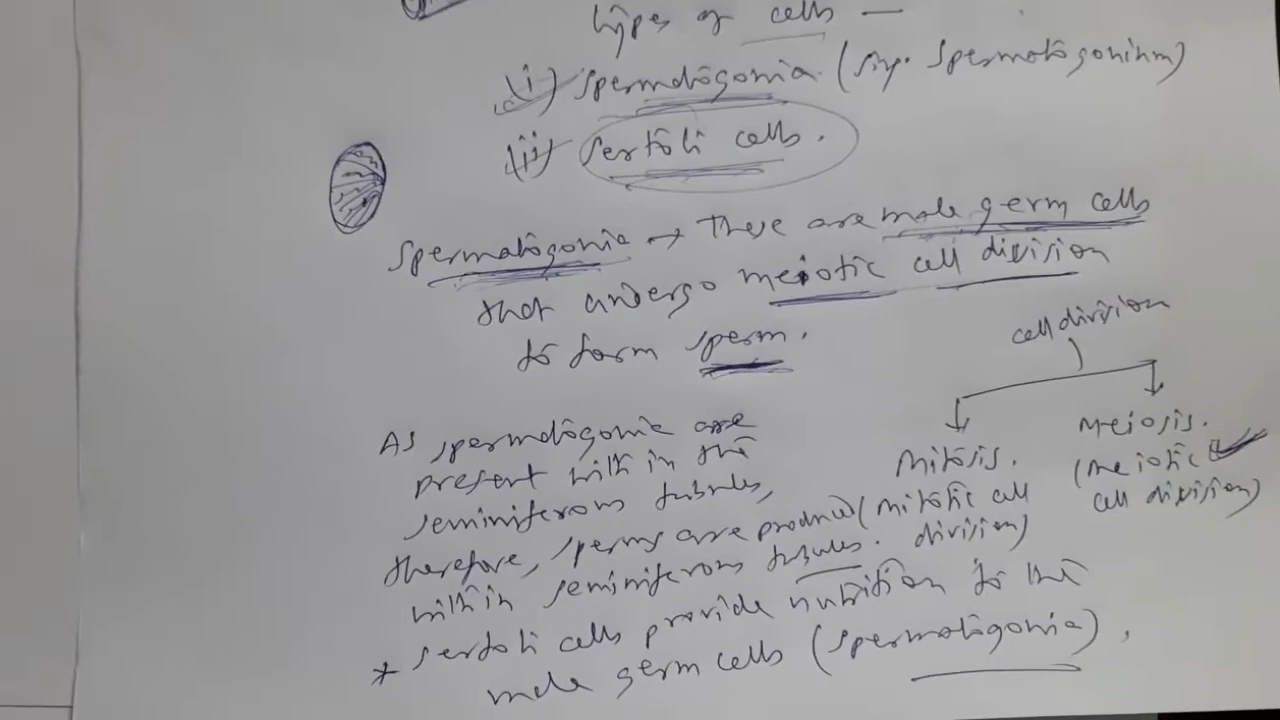 types of cells —
(i) spermatogonia (sing. spermatogonium)
(ii) sertoli cells.
spermatogonia → These are male germ cells
that undergo meiotic cell division
to form sperm.
cell division
Mitosis.
(mitotic cell
division)
Meiosis.
(meiotic
cell division)
As spermatogonia are
present within the
seminiferous tubules,
therefore, sperms are produced
within seminiferous tubules.
* sertoli cells provide nutrition to the
male germ cells (spermatogonia).